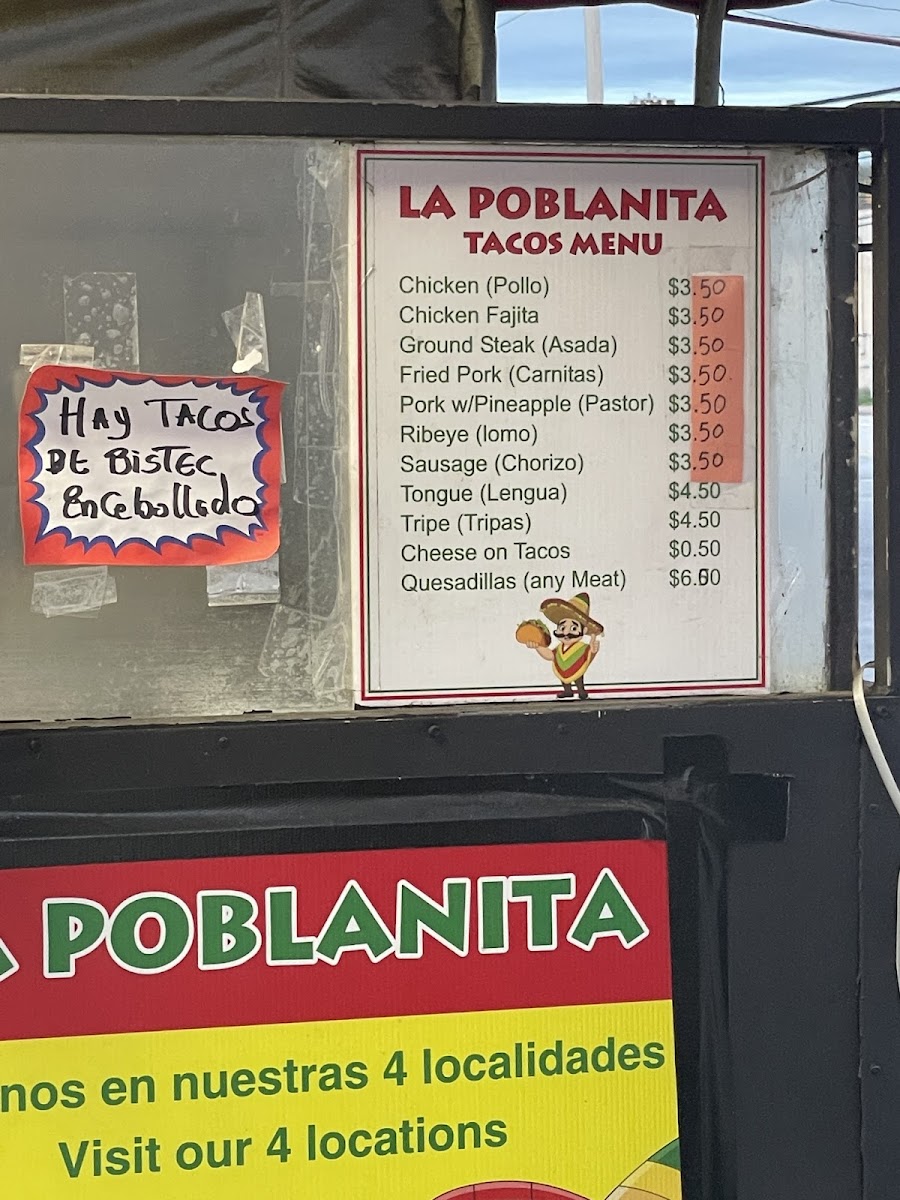 LA POBLANITA
TACOS MENU
Chicken (Pollo) $3.50
Chicken Fajita $3.50
Ground Steak (Asada) $3.50
Fried Pork (Carnitas) $3.50
Pork w/Pineapple (Pastor) $3.50
Ribeye (lomo) $3.50
Sausage (Chorizo) $3.50
Tongue (Lengua) $4.50
Tripe (Tripas) $4.50
Cheese on Tacos $0.50
Quesadillas (any Meat) $6.50
HAy TACOS
DE BiSTEC
EnCebollado
A POBLANITA
nos en nuestras 4 localidades
Visit our 4 locations